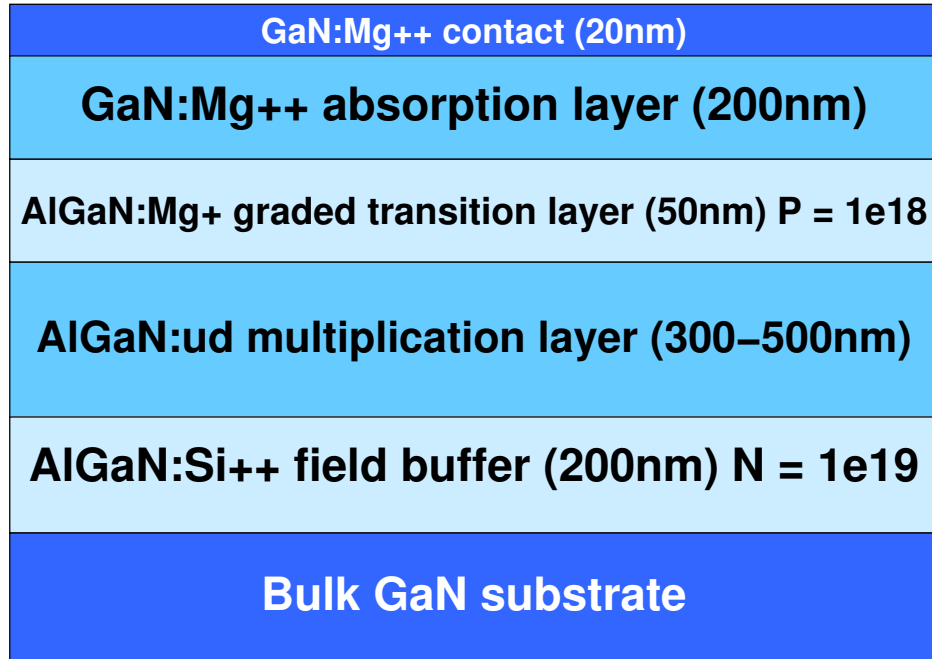 GaN:Mg++ contact (20nm)
GaN:Mg++ absorption layer (200nm)
AlGaN:Mg+ graded transition layer (50nm) P = 1e18
AlGaN:ud multiplication layer (300−500nm)
AlGaN:Si++ field buffer (200nm) N = 1e19
Bulk GaN substrate